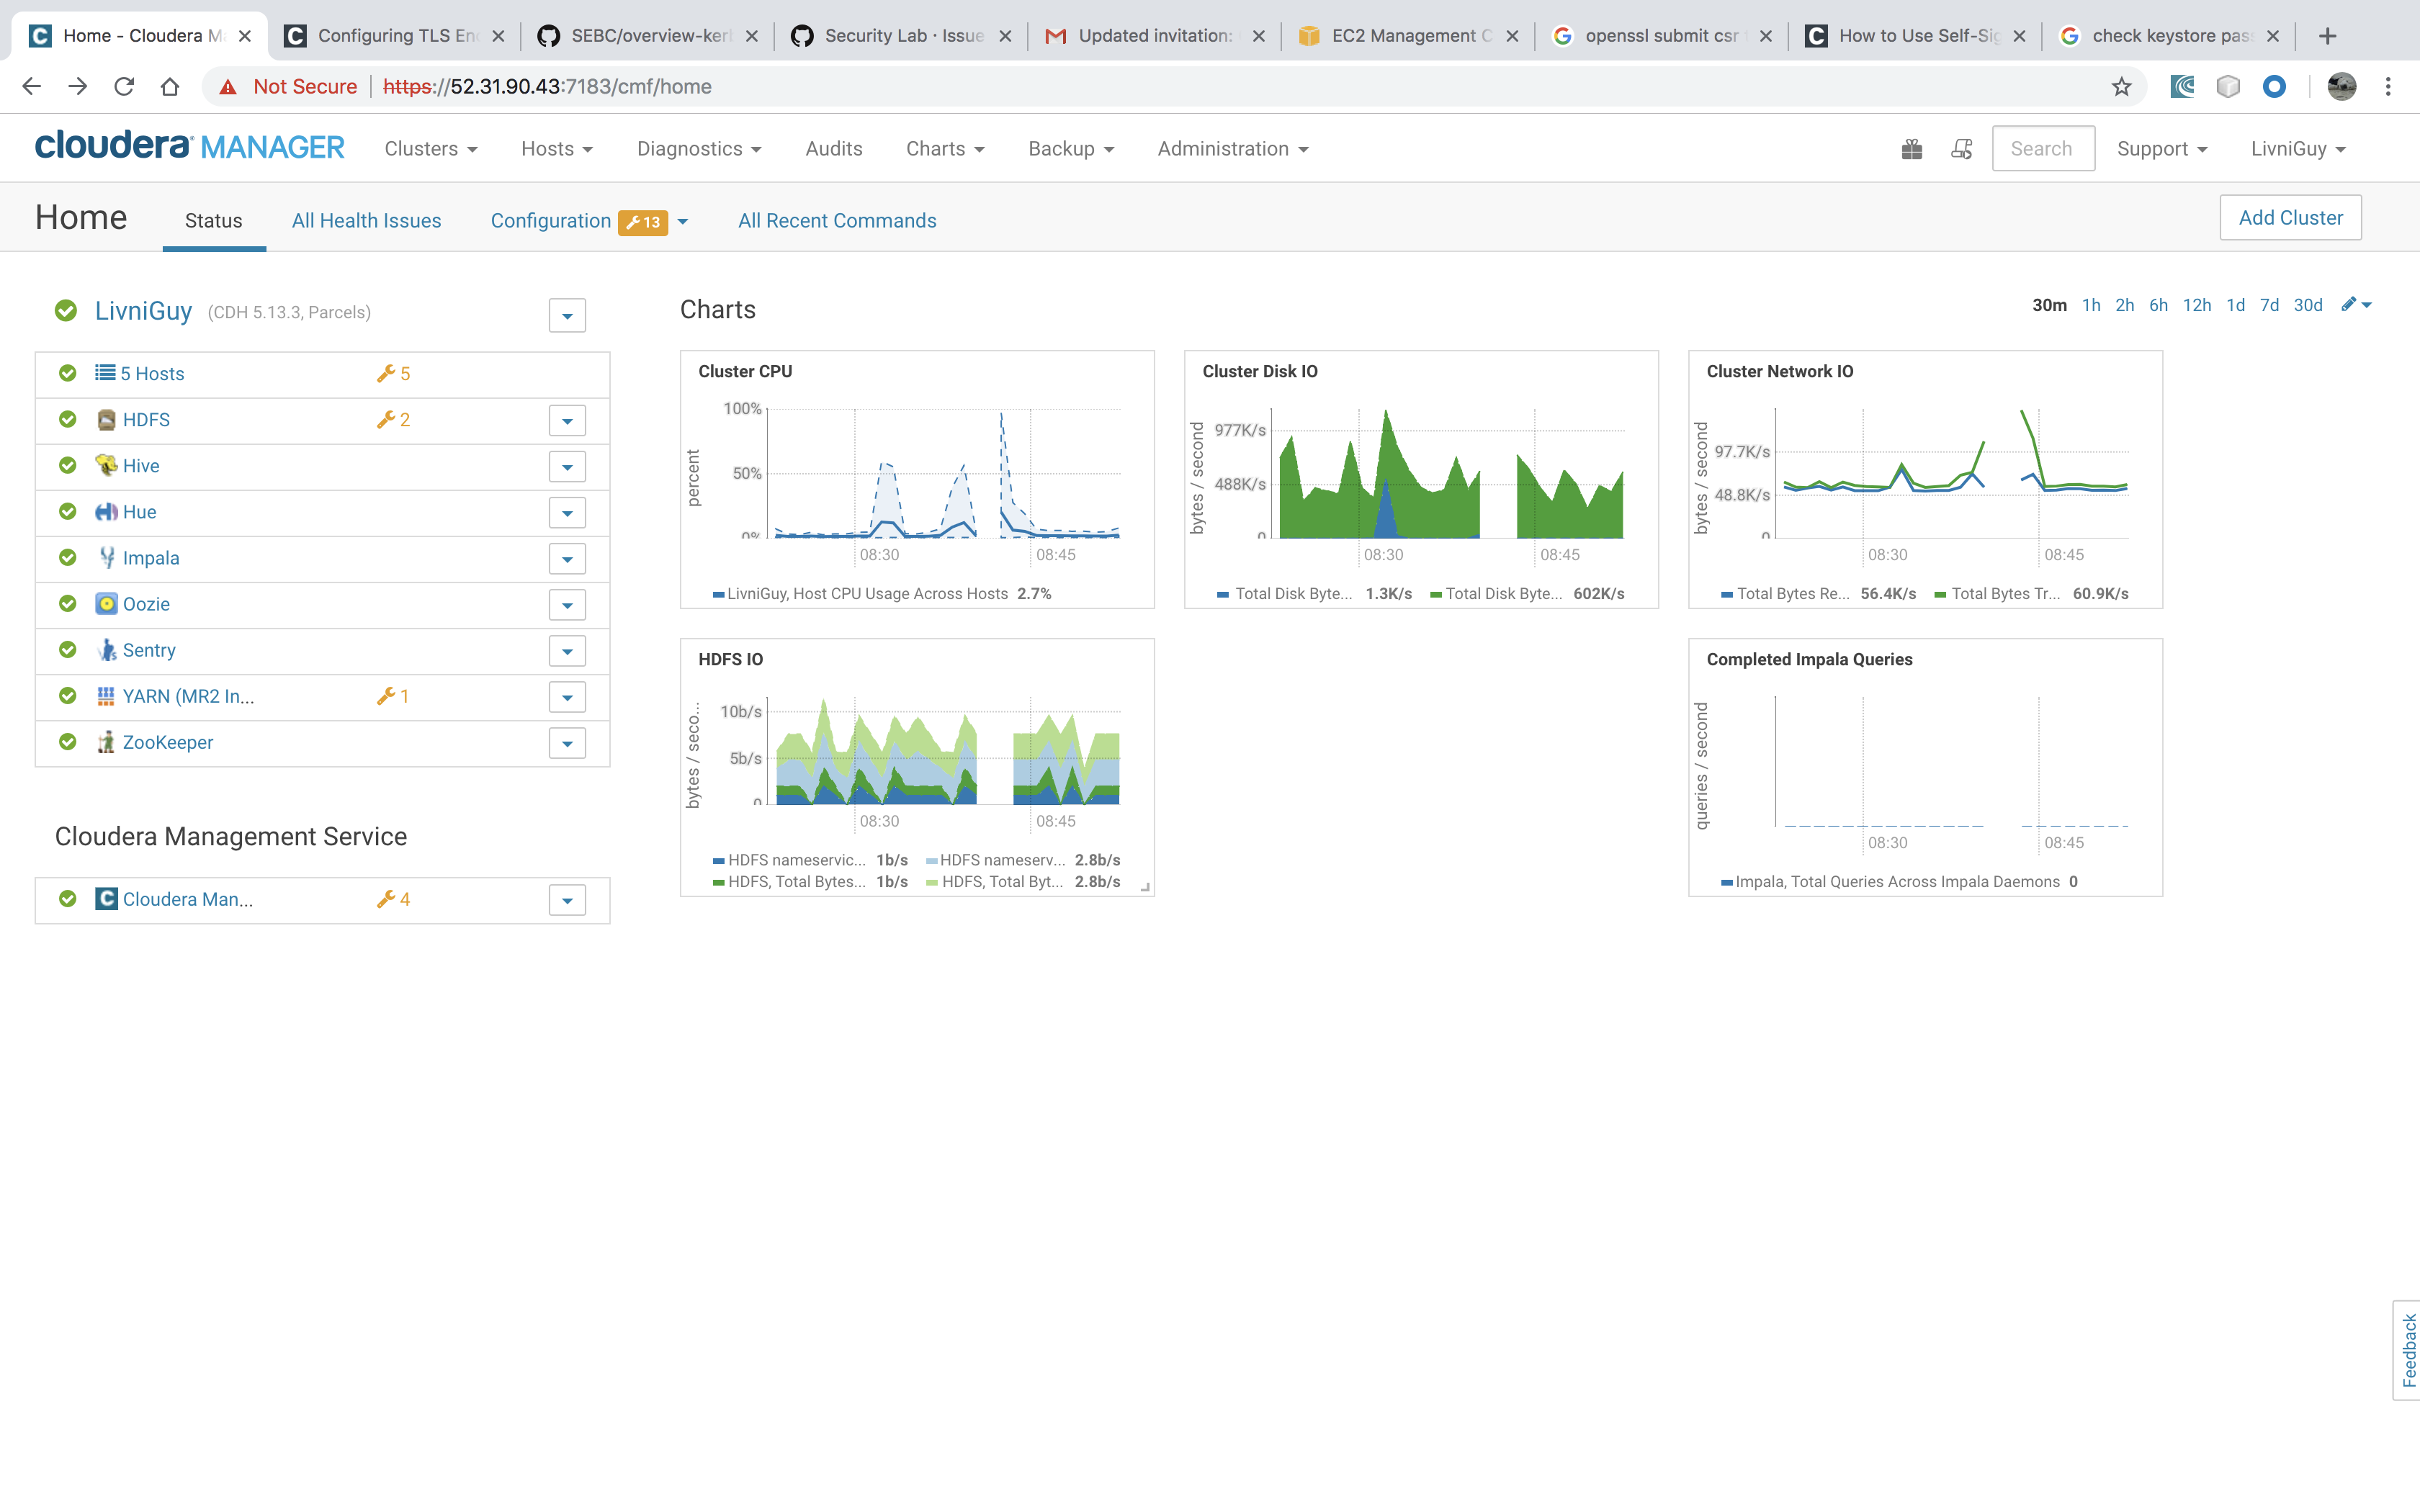 Home - Cloudera Ma
Configuring TLS Enc
SEBC/overview-kerb
Security Lab · Issue
Updated invitation:
EC2 Management C
openssl submit csr
How to Use Self-Sig
check keystore pas
Not Secure
https://52.31.90.43:7183/cmf/home
cloudera MANAGER
Clusters
Hosts
Diagnostics
Audits
Charts
Backup
Administration
Search
Support
LivniGuy
Home
Status
All Health Issues
Configuration 13
All Recent Commands
Add Cluster
LivniGuy (CDH 5.13.3, Parcels)
5 Hosts 5
HDFS 2
Hive
Hue
Impala
Oozie
Sentry
YARN (MR2 In... 1
ZooKeeper
Cloudera Management Service
Cloudera Man... 4
Charts
30m 1h 2h 6h 12h 1d 7d 30d
Cluster CPU
percent
100%
50%
0%
08:30 08:45
LivniGuy, Host CPU Usage Across Hosts 2.7%
Cluster Disk IO
bytes / second
977K/s
488K/s
0
08:30 08:45
Total Disk Byte... 1.3K/s Total Disk Byte... 602K/s
Cluster Network IO
bytes / second
97.7K/s
48.8K/s
0
08:30 08:45
Total Bytes Re... 56.4K/s Total Bytes Tr... 60.9K/s
HDFS IO
bytes / seco...
10b/s
5b/s
0
08:30 08:45
HDFS nameservic... 1b/s HDFS nameserv... 2.8b/s
HDFS, Total Bytes... 1b/s HDFS, Total Byt... 2.8b/s
Completed Impala Queries
queries / second
08:30 08:45
Impala, Total Queries Across Impala Daemons 0
Feedback